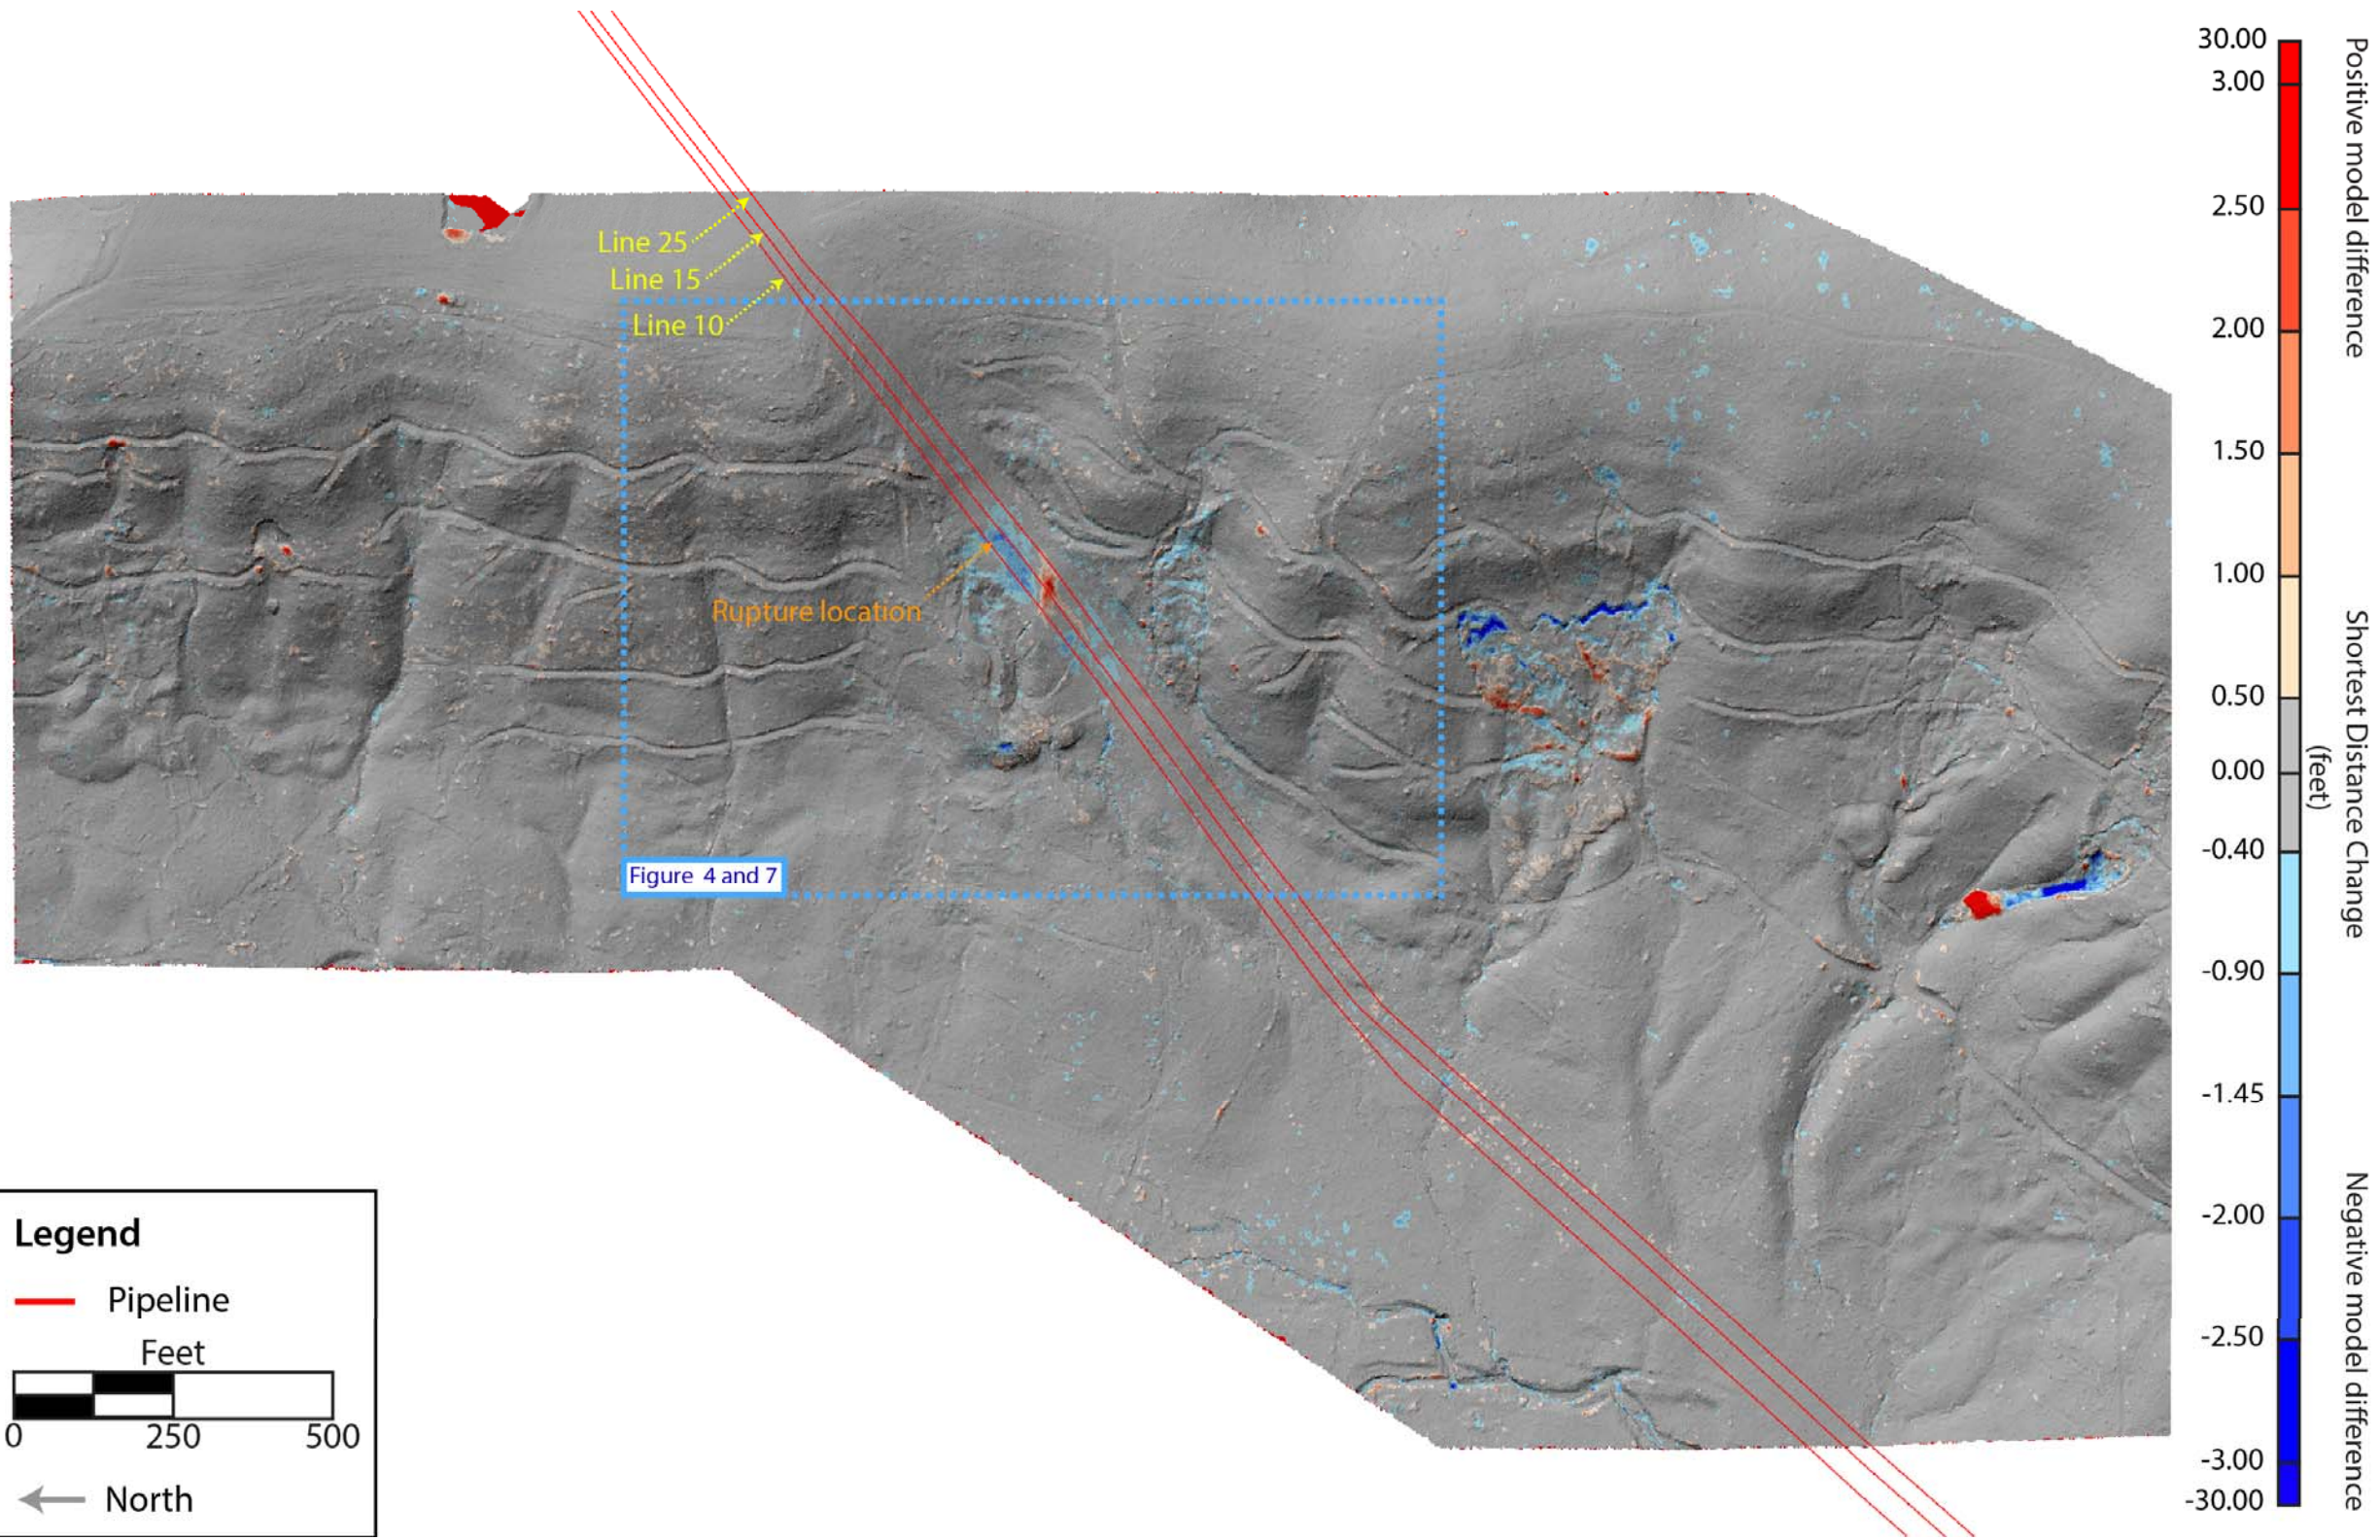 Line 25
Line 15
Line 10
Rupture location
Figure 4 and 7
Legend
Pipeline
Feet
0 250 500
North
30.00
3.00
2.50
2.00
1.50
1.00
0.50
0.00
-0.40
-0.90
-1.45
-2.00
-2.50
-3.00
-30.00
Positive model difference
Shortest Distance Change
(feet)
Negative model difference